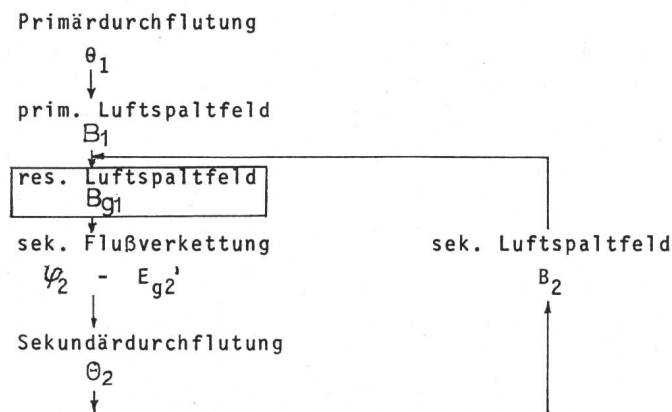 Primärdurchflutung
θ1
prim. Luftspaltfeld
B1
res. Luftspaltfeld
Bg1
sek. Flußverkettung
ψ2 - Eg2'
sek. Luftspaltfeld
B2
Sekundärdurchflutung
Θ2